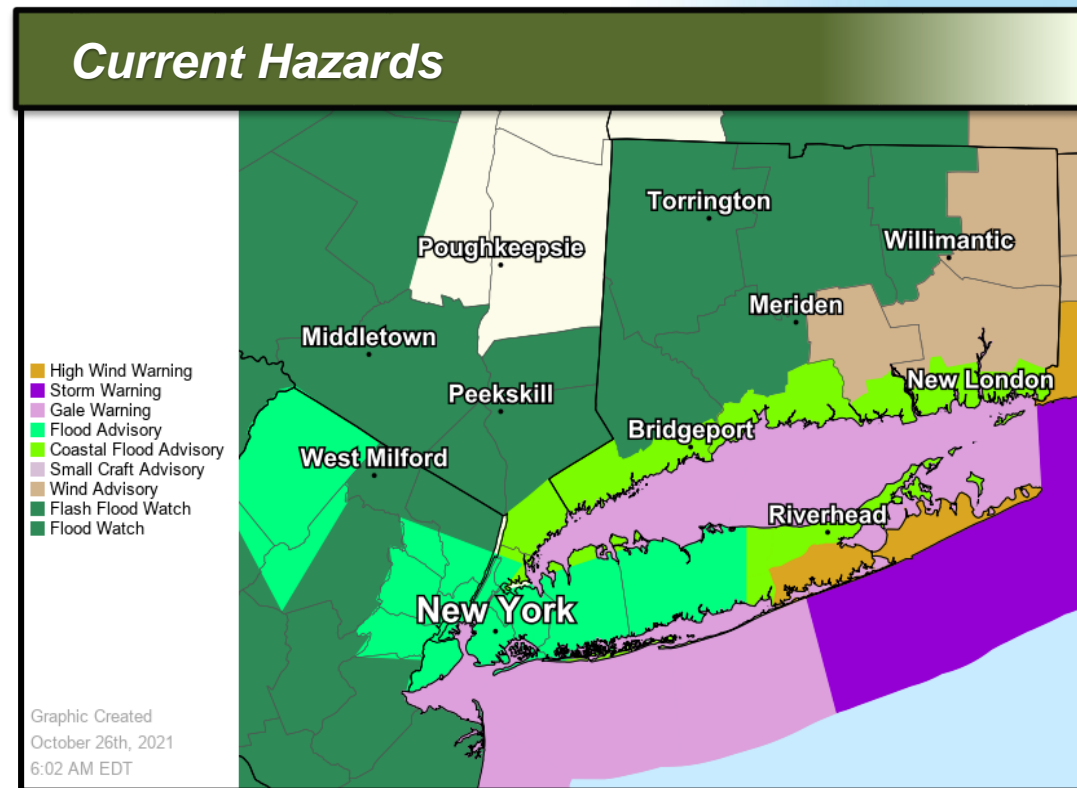 Current Hazards
Torrington
Willimantic
Poughkeepsie
Meriden
Middletown
High Wind Warning
Storm Warning
Gale Warning
Flood Advisory
Coastal Flood Advisory
Small Craft Advisory
Wind Advisory
Flash Flood Watch
Flood Watch
Peekskill
New London
Bridgeport
West Milford
Riverhead
New York
Graphic Created
October 26th, 2021
6:02 AM EDT